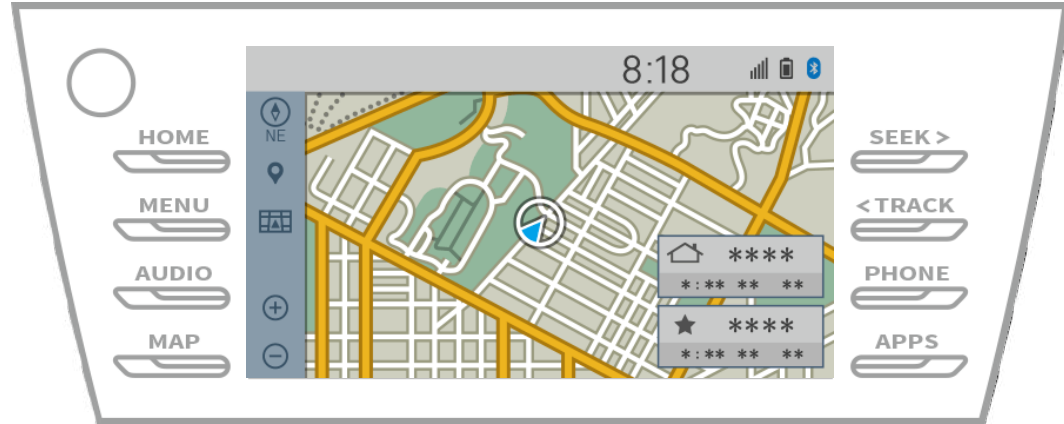 8:18
NE
HOME
MENU
AUDIO
MAP
SEEK >
< TRACK
PHONE
APPS
****
*:** ** **
****
*:** ** **